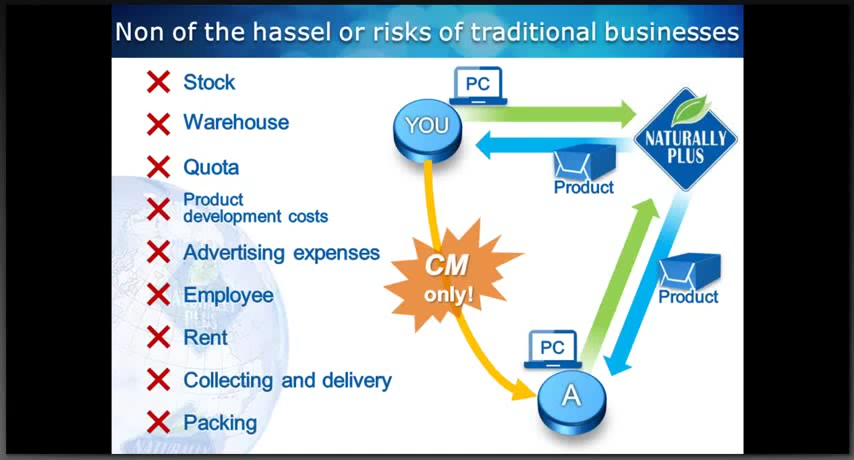 Non of the hassel or risks of traditional businesses
Stock
Warehouse
Quota
Product
development costs
Advertising expenses
Employee
Rent
Collecting and delivery
Packing
PC
YOU
NATURALLY
PLUS
Product
CM
only!
Product
PC
A